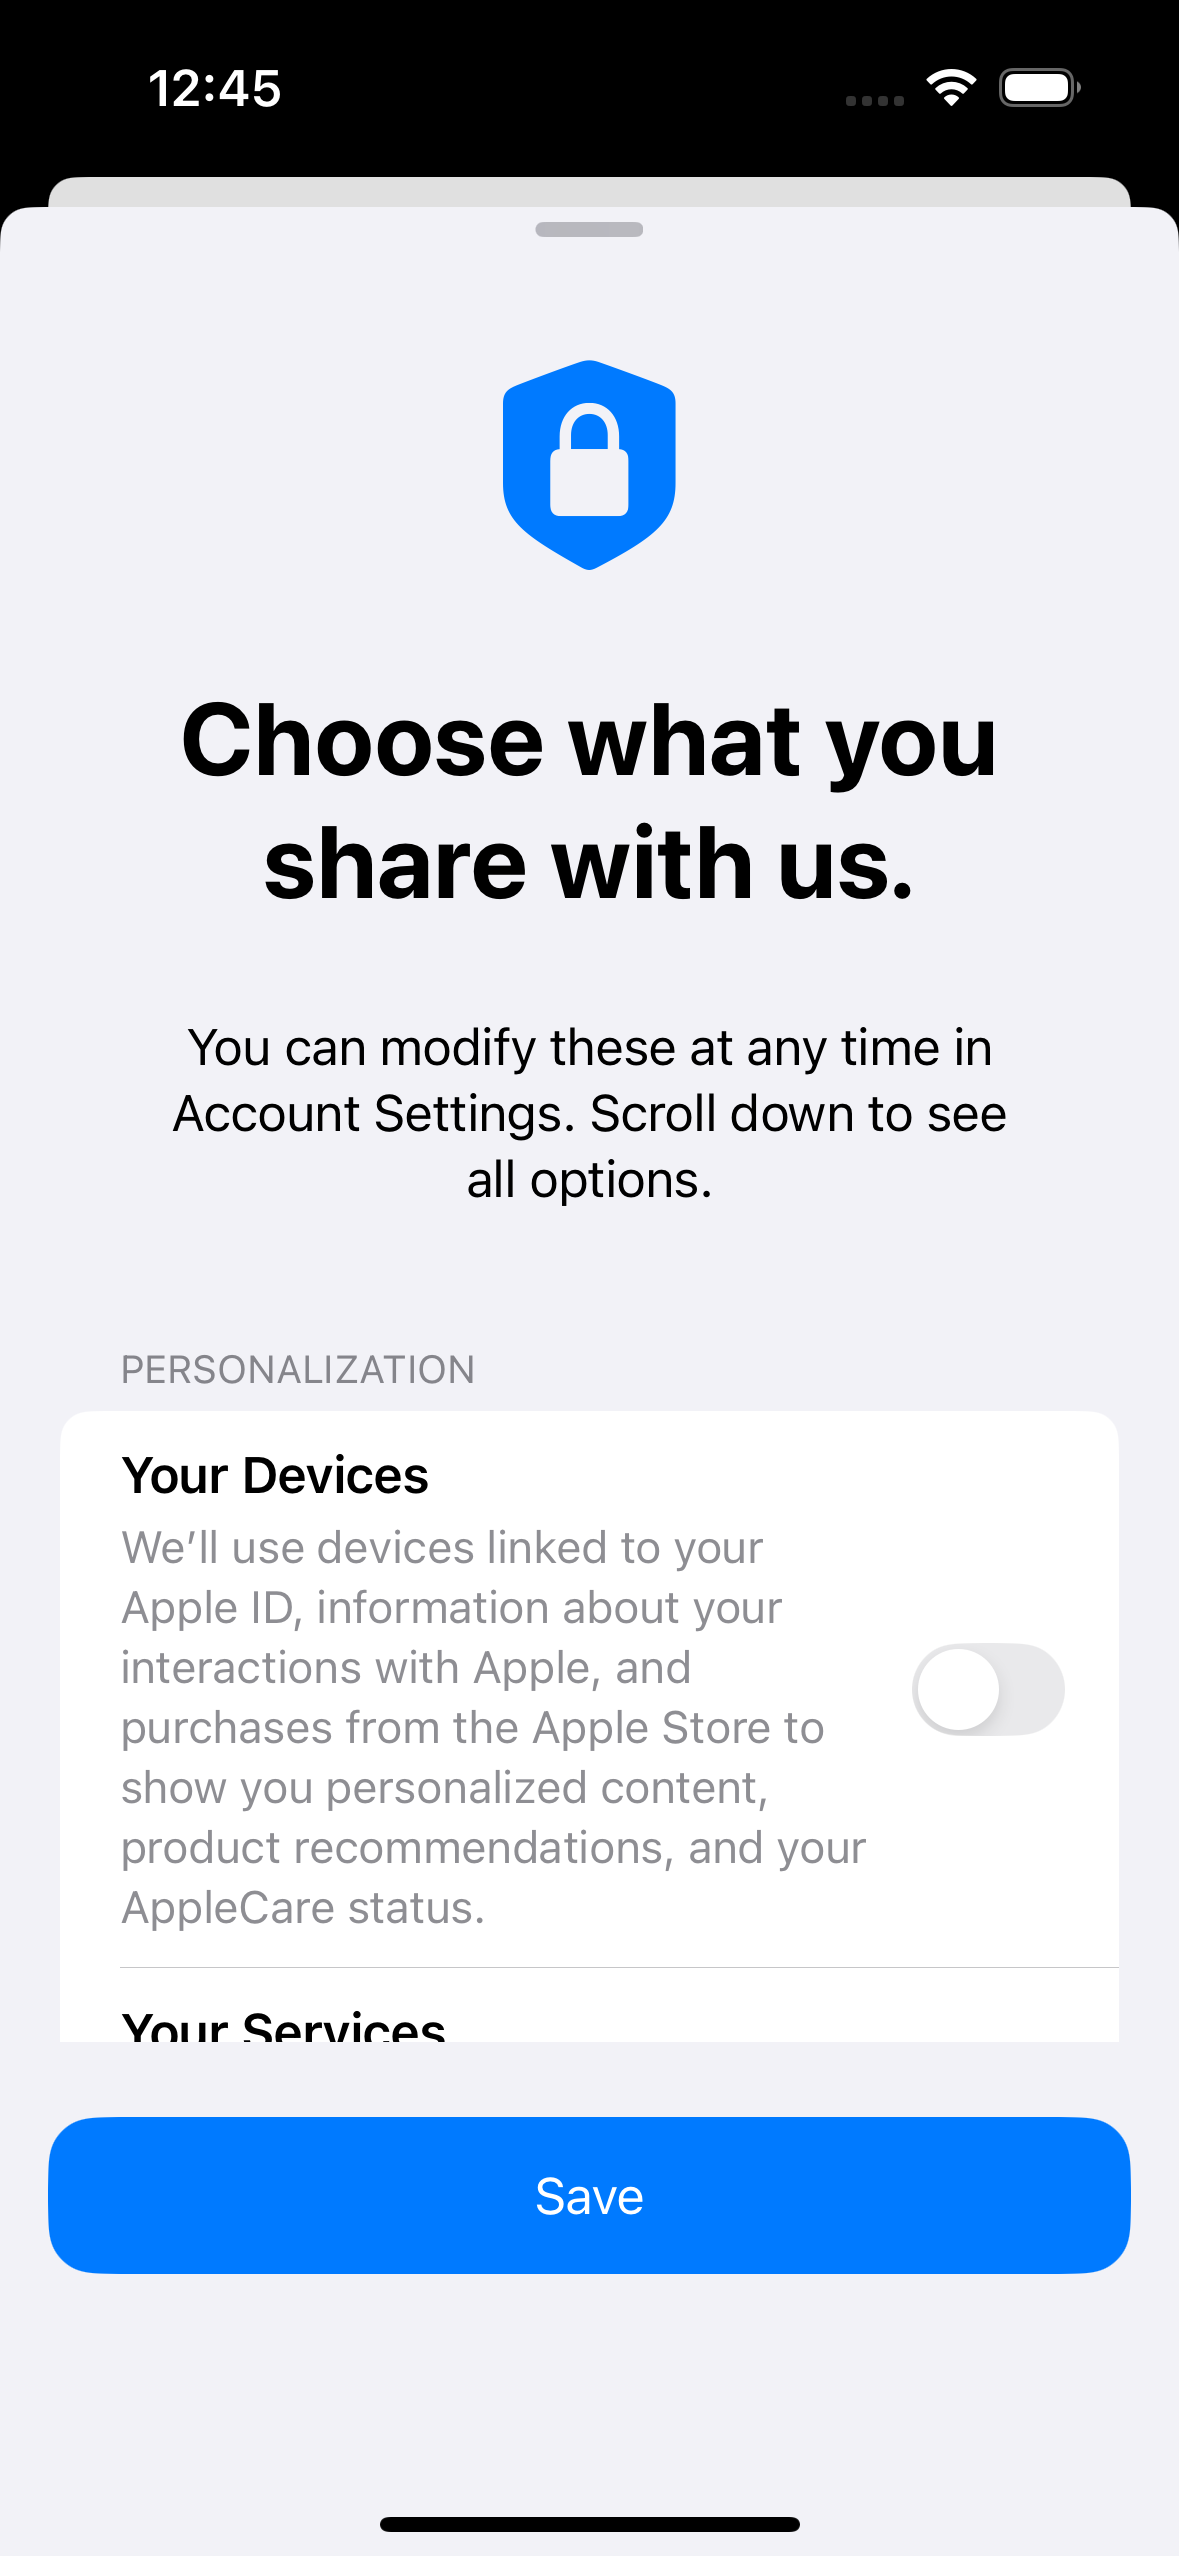 12:45
Choose what you
share with us.
You can modify these at any time in
Account Settings. Scroll down to see
all options.
PERSONALIZATION
Your Devices
We’ll use devices linked to your
Apple ID, information about your
interactions with Apple, and
purchases from the Apple Store to
show you personalized content,
product recommendations, and your
AppleCare status.
Your Services
Save